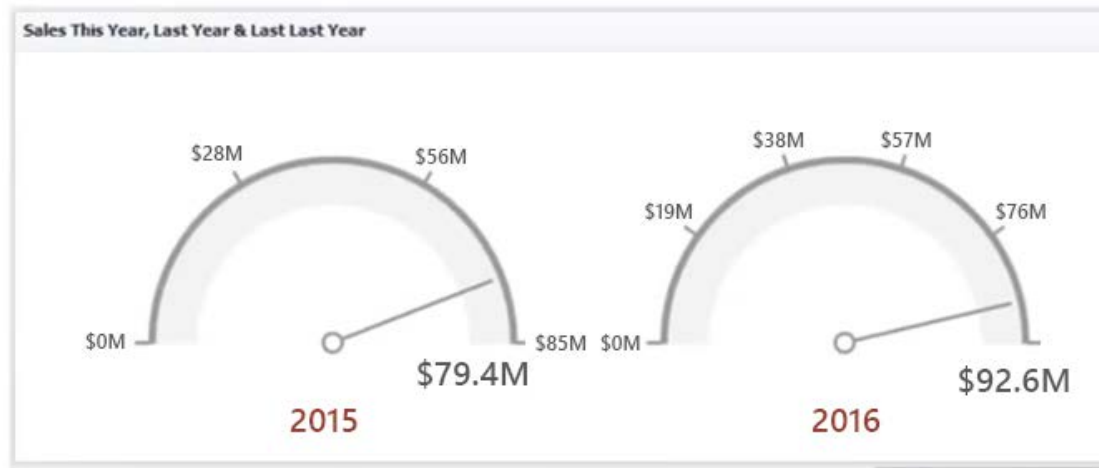 Sales This Year, Last Year & Last Last Year
$28M
$56M
$0M
$85M
$79.4M
2015
$38M
$57M
$19M
$76M
$0M
$92.6M
2016